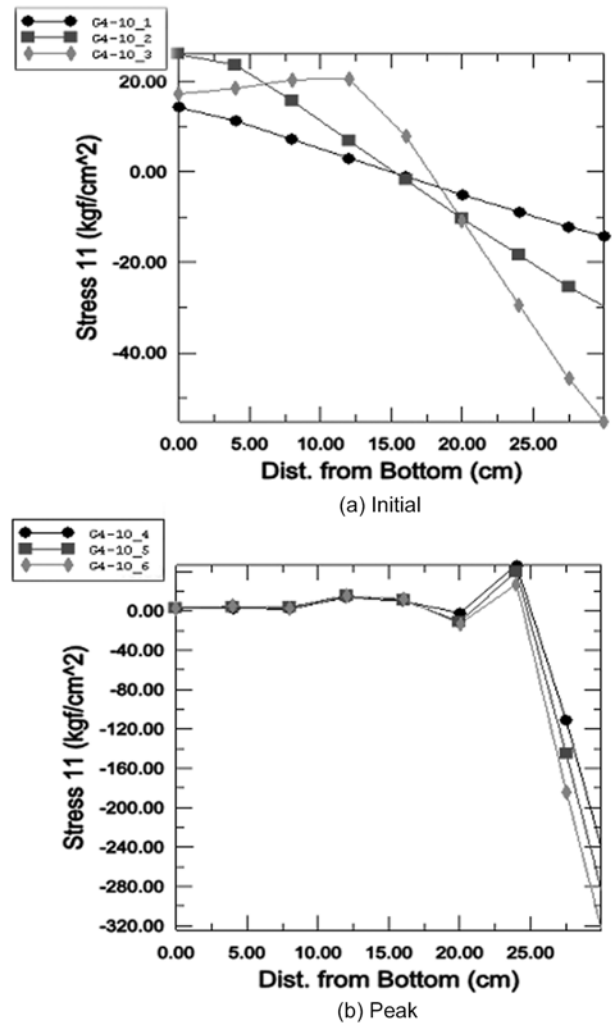 G4-10_1
G4-10_2
G4-10_3
20.00
0.00
-20.00
-40.00
Stress 11 (kgf/cm^2)
0.00 5.00 10.00 15.00 20.00 25.00
Dist. from Bottom (cm)
(a) Initial
G4-10_4
G4-10_5
G4-10_6
0.00
-40.00
-80.00
-120.00
-160.00
-200.00
-240.00
-280.00
-320.00
Stress 11 (kgf/cm^2)
0.00 5.00 10.00 15.00 20.00 25.00
Dist. from Bottom (cm)
(b) Peak